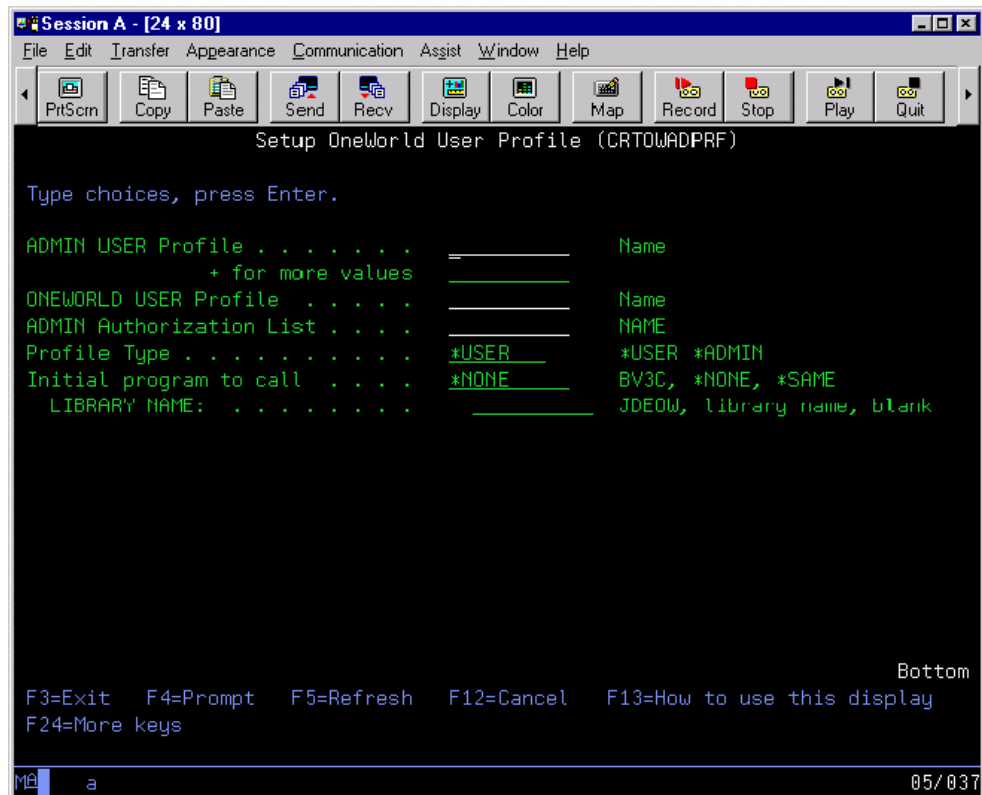 Session A - [24 x 80]
File Edit Transfer Appearance Communication Assist Window Help
PrtScrn Copy Paste Send Recv Display Color Map Record Stop Play Quit
Setup OneWorld User Profile (CRTOWADPRF)
Type choices, press Enter.
ADMIN USER Profile . . . . . . . Name
+ for more values
ONEWORLD USER Profile . . . . . Name
ADMIN Authorization List . . . . NAME
Profile Type . . . . . . . . . . *USER *USER *ADMIN
Initial program to call . . . . *NONE BV3C, *NONE, *SAME
LIBRARY NAME: . . . . . . . . JDEOW, library name, blank
Bottom
F3=Exit F4=Prompt F5=Refresh F12=Cancel F13=How to use this display
F24=More keys
MA a 05/037